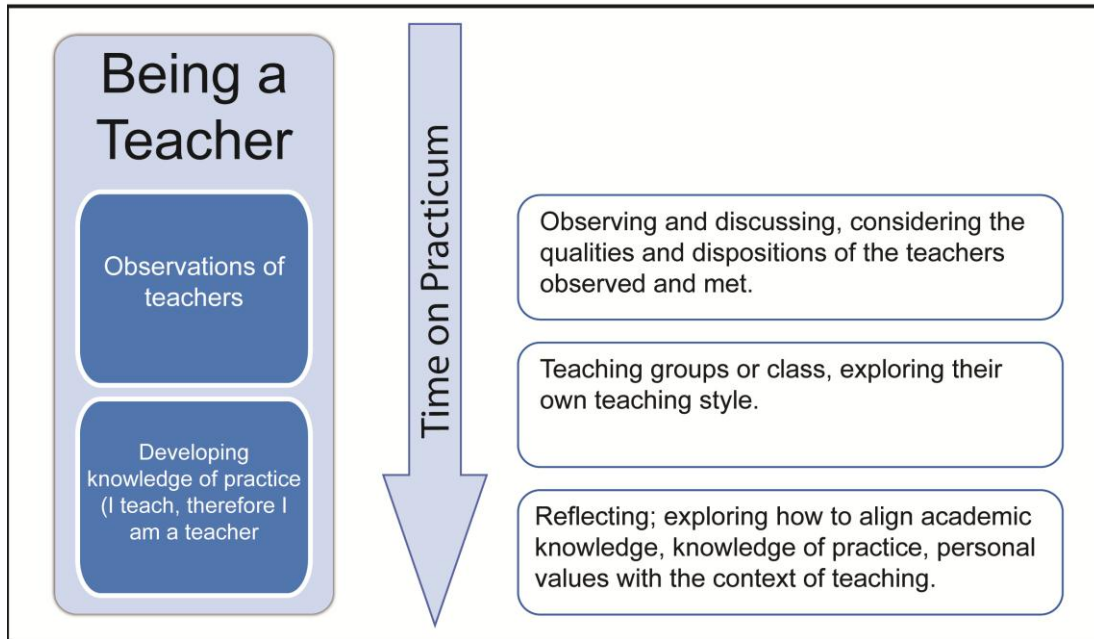 Being a
Teacher
Observations of
teachers
Developing
knowledge of practice
(I teach, therefore I
am a teacher
Time on Practicum
Observing and discussing, considering the
qualities and dispositions of the teachers
observed and met.
Teaching groups or class, exploring their
own teaching style.
Reflecting; exploring how to align academic
knowledge, knowledge of practice, personal
values with the context of teaching.